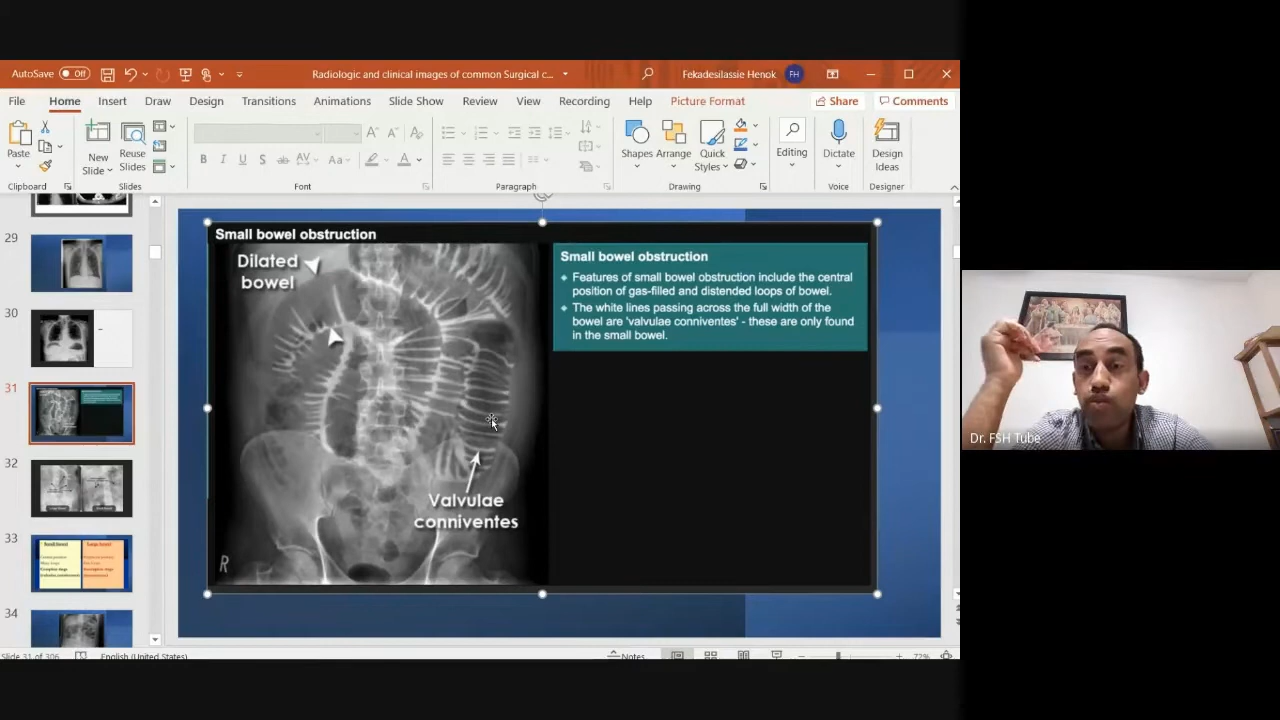 AutoSave Off
Radiologic and clinical images of common Surgical c...
Fekadesilassie Henok FH
File Home Insert Draw Design Transitions Animations Slide Show Review View Recording Help Picture Format Share Comments
Paste
New Slide
Reuse Slides
Shapes
Arrange
Quick Styles
Editing
Dictate
Design Ideas
Clipboard Slides Font Paragraph Drawing Voice Designer
29
30
31
32
33
34
Small bowel obstruction
Dilated
bowel
Valvulae
conniventes
R
Small bowel obstruction
Features of small bowel obstruction include the central
position of gas-filled and distended loops of bowel.
The white lines passing across the full width of the
bowel are 'valvulae conniventes' - these are only found
in the small bowel.
Dr. FSH Tube
Slide 31 of 306 English (United States) Notes 72%